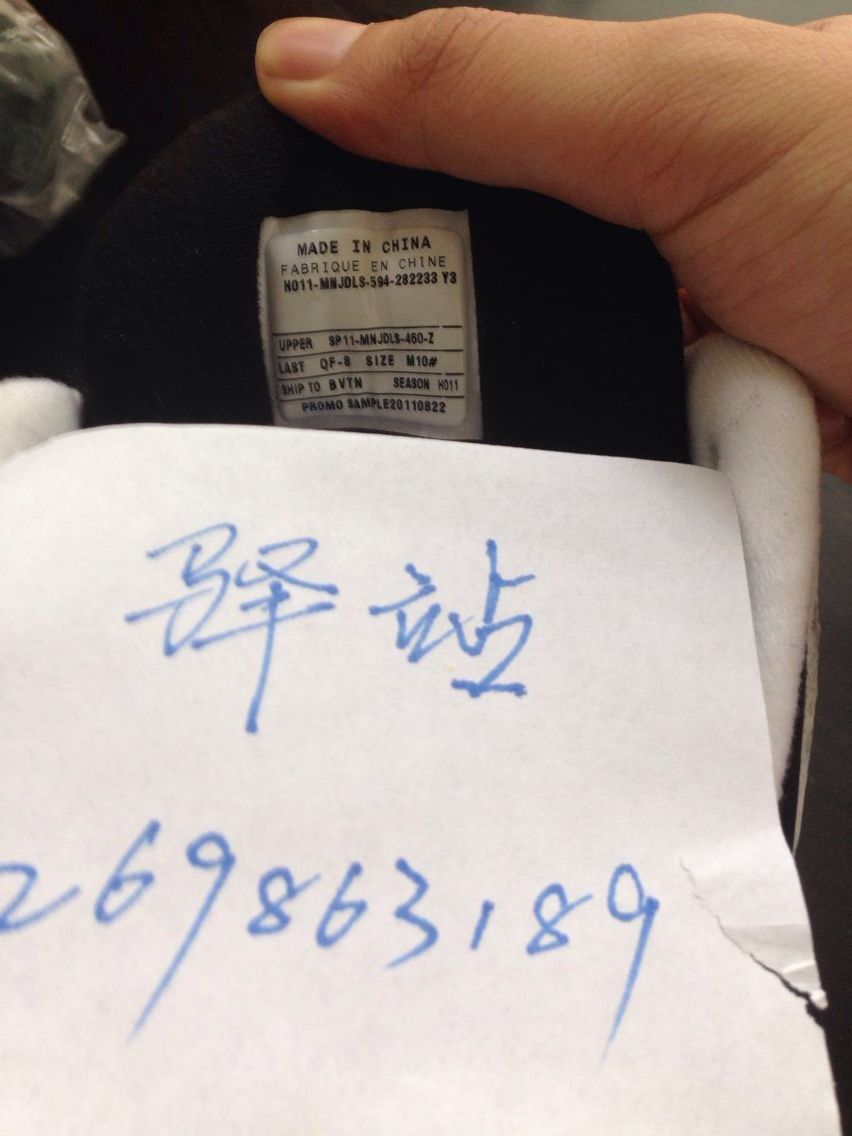 MADE IN CHINA
FABRIQUE EN CHINE
HO11-MNJDLS-594-282233 Y3
UPPER SP11-MNJDLS-460-Z
LAST QF-8 SIZE M10#
SHIP TO BVTN SEASON HO11
PROMO SAMPLE20110822
驿站
269863189